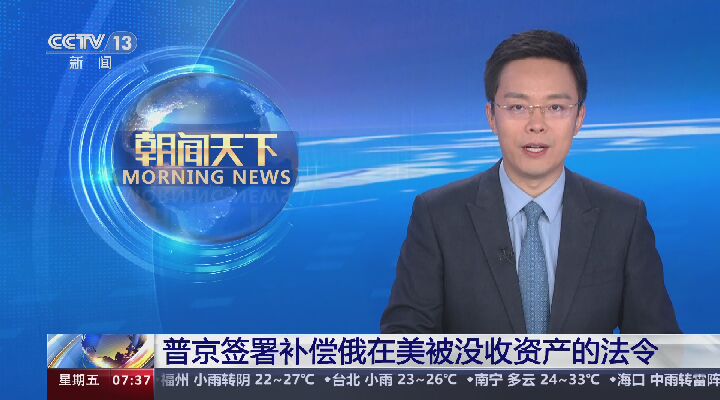 CCTV 13
新闻
朝闻天下
MORNING NEWS
普京签署补偿俄在美被没收资产的法令
星期五 07:37 福州 小雨转阴 22~27℃ •台北 小雨 23~26℃ •南宁 多云 24~33℃ •海口 中雨转雷阵